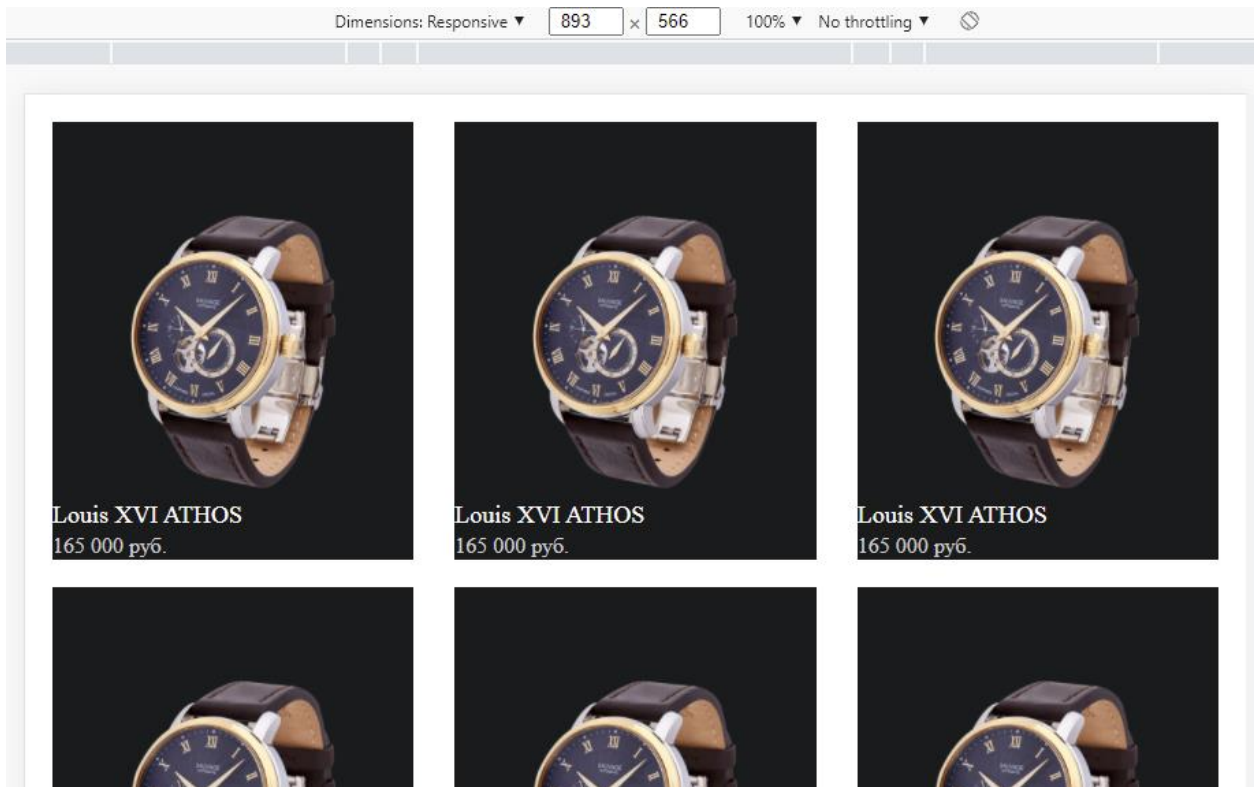 Dimensions: Responsive ▼ 893 × 566 100% ▼ No throttling ▼
Louis XVI ATHOS Louis XVI ATHOS Louis XVI ATHOS
165 000 руб. 165 000 руб. 165 000 руб.